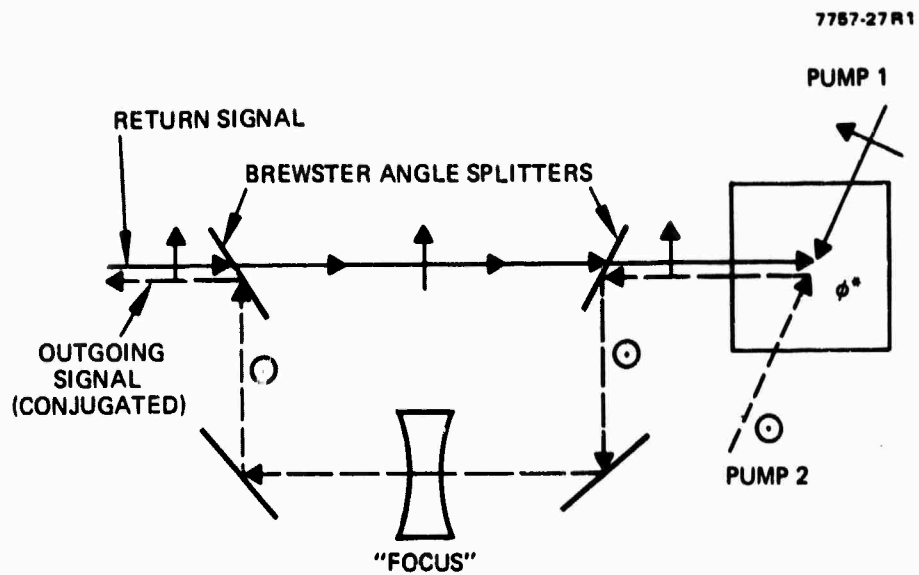 7757-27R1
PUMP 1
RETURN SIGNAL
BREWSTER ANGLE SPLITTERS
ϕ*
OUTGOING
SIGNAL
(CONJUGATED)
PUMP 2
"FOCUS"